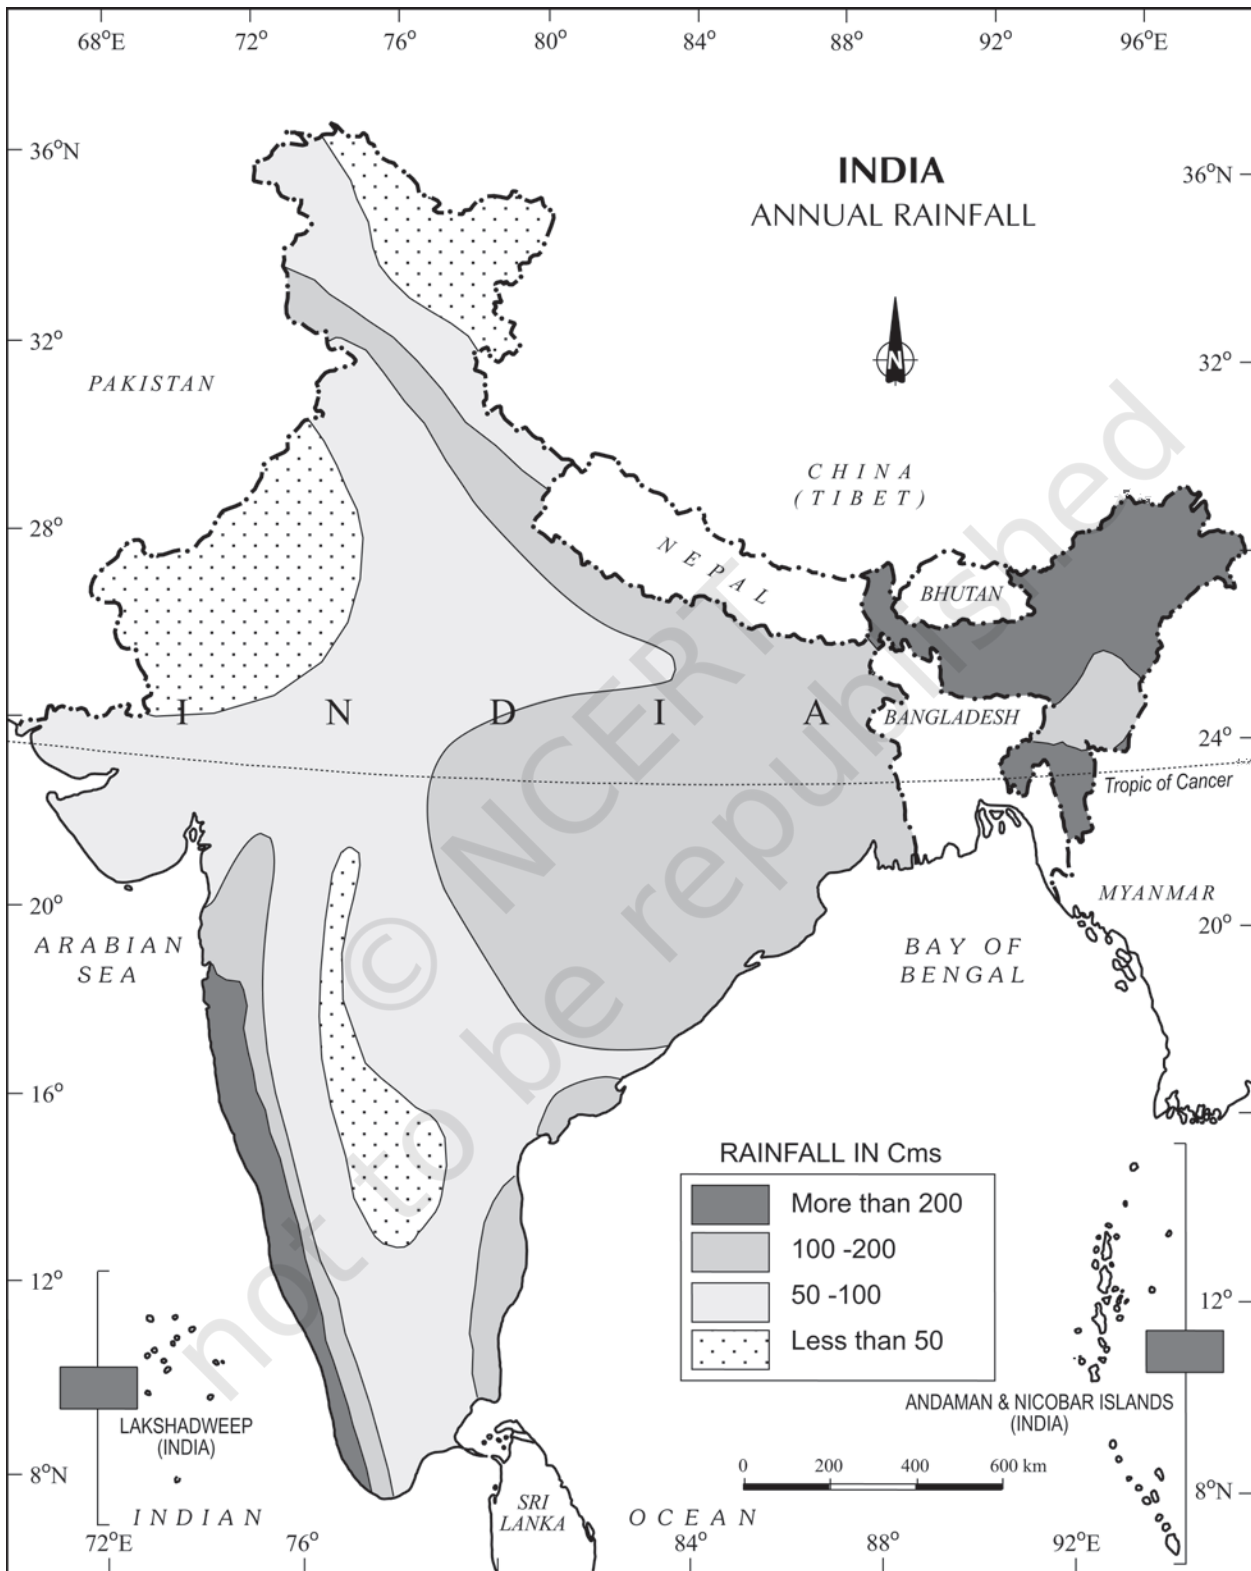 68°E 72° 76° 80° 84° 88° 92° 96°E
36°N
INDIA
ANNUAL RAINFALL
36°N
N
32°
32°
PAKISTAN
CHINA
(TIBET)
28°
NEPAL
BHUTAN
I N D I A
BANGLADESH
24°
Tropic of Cancer
20°
MYANMAR
20°
ARABIAN
SEA
BAY OF
BENGAL
16°
RAINFALL IN Cms
More than 200
100 -200
50 -100
Less than 50
12°
12°
LAKSHADWEEP
(INDIA)
ANDAMAN & NICOBAR ISLANDS
(INDIA)
0 200 400 600 km
8°N
8°N
SRI
LANKA
INDIAN OCEAN
72°E 76° 84° 88° 92°E
© NCERT
not to be republished